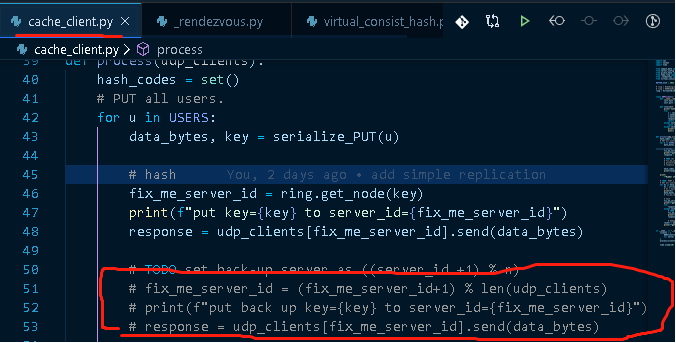 cache_client.py × _rendezvous.py virtual_consist_hash.p
cache_client.py > process
39 def process(udp_clients):
40 hash_codes = set()
41 # PUT all users.
42 for u in USERS:
43 data_bytes, key = serialize_PUT(u)
44
45 # hash You, 2 days ago • add simple replication
46 fix_me_server_id = ring.get_node(key)
47 print(f"put key={key} to server_id={fix_me_server_id}")
48 response = udp_clients[fix_me_server_id].send(data_bytes)
49
50 # TODO set back-up server as ((server_id +1) % n)
51 # fix_me_server_id = (fix_me_server_id+1) % len(udp_clients)
52 # print(f"put back up key={key} to server_id={fix_me_server_id}")
53 # response = udp_clients[fix_me_server_id].send(data_bytes)